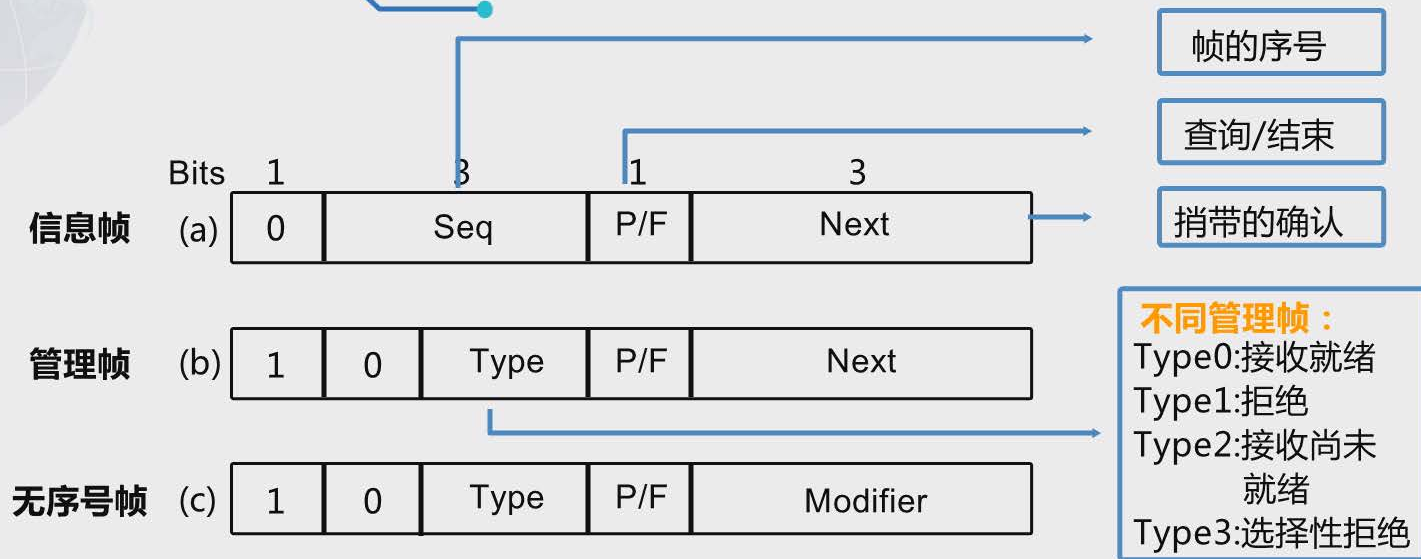 帧的序号
查询/结束
Bits 1 3 1 3
信息帧 (a) 0 Seq P/F Next
捎带的确认
管理帧 (b) 1 0 Type P/F Next
不同管理帧：
Type0:接收就绪
Type1:拒绝
Type2:接收尚未
就绪
Type3:选择性拒绝
无序号帧 (c) 1 0 Type P/F Modifier